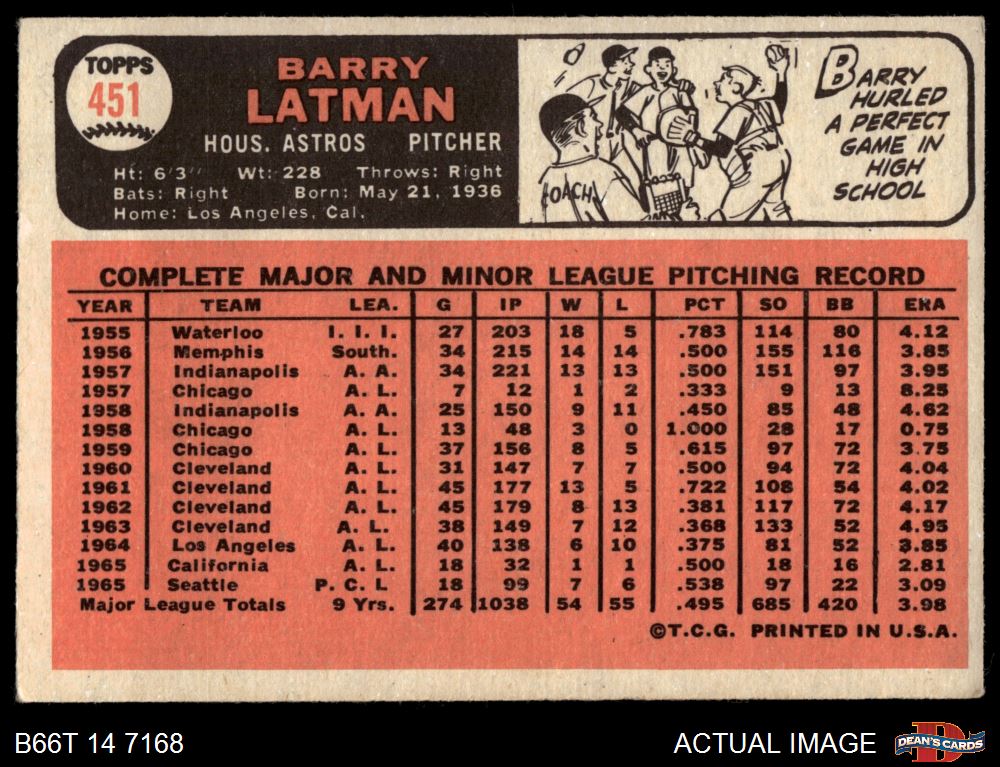 TOPPS
451
BARRY
LATMAN
HOUS. ASTROS PITCHER
Ht: 6'3" Wt: 228 Throws: Right
Bats: Right Born: May 21, 1936
Home: Los Angeles, Cal.
OACH
BARRY
HURLED
A PERFECT
GAME IN
HIGH
SCHOOL
COMPLETE MAJOR AND MINOR LEAGUE PITCHING RECORD
YEAR TEAM LEA. G IP W L PCT SO BB ERA
1955 Waterloo I. I. I. 27 203 18 5 .783 114 80 4.12
1956 Memphis South. 34 215 14 14 .500 155 116 3.85
1957 Indianapolis A. A. 34 221 13 13 .500 151 97 3.95
1957 Chicago A. L. 7 12 1 2 .333 9 13 8.25
1958 Indianapolis A. A. 25 150 9 11 .450 85 48 4.62
1958 Chicago A. L. 13 48 3 0 1.000 28 17 0.75
1959 Chicago A. L. 37 156 8 5 .615 97 72 3.75
1960 Cleveland A. L. 31 147 7 7 .500 94 72 4.04
1961 Cleveland A. L. 45 177 13 5 .722 108 54 4.02
1962 Cleveland A. L. 45 179 8 13 .381 117 72 4.17
1963 Cleveland A. L. 38 149 7 12 .368 133 52 4.95
1964 Los Angeles A. L. 40 138 6 10 .375 81 52 3.85
1965 California A. L. 18 32 1 1 .500 18 16 2.81
1965 Seattle P. C. L 18 99 7 6 .538 97 22 3.09
Major League Totals 9 Yrs. 274 1038 54 55 .495 685 420 3.98
©T.C.G. PRINTED IN U.S.A.
B66T 14 7168
ACTUAL IMAGE
D
DEAN'S CARDS